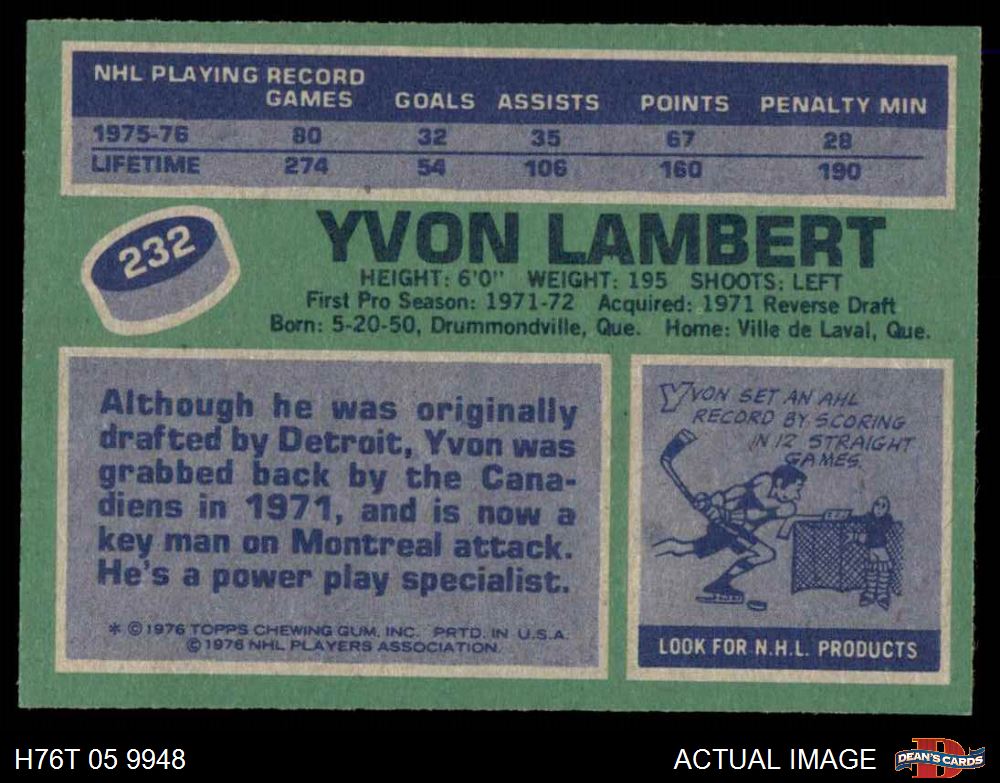 NHL PLAYING RECORD
GAMES GOALS ASSISTS POINTS PENALTY MIN
1975-76 80 32 35 67 28
LIFETIME 274 54 106 160 190
232
YVON LAMBERT
HEIGHT: 6'0" WEIGHT: 195 SHOOTS: LEFT
First Pro Season: 1971-72 Acquired: 1971 Reverse Draft
Born: 5-20-50, Drummondville, Que. Home: Ville de Laval, Que.
Although he was originally
drafted by Detroit, Yvon was
grabbed back by the Cana-
diens in 1971, and is now a
key man on Montreal attack.
He's a power play specialist.
* © 1976 TOPPS CHEWING GUM, INC. PRTD. IN U.S.A.
© 1976 NHL PLAYERS ASSOCIATION.
YVON SET AN AHL
RECORD BY SCORING
IN 12 STRAIGHT
GAMES.
LOOK FOR N.H.L. PRODUCTS
H76T 05 9948
ACTUAL IMAGE
D
DEAN'S CARDS